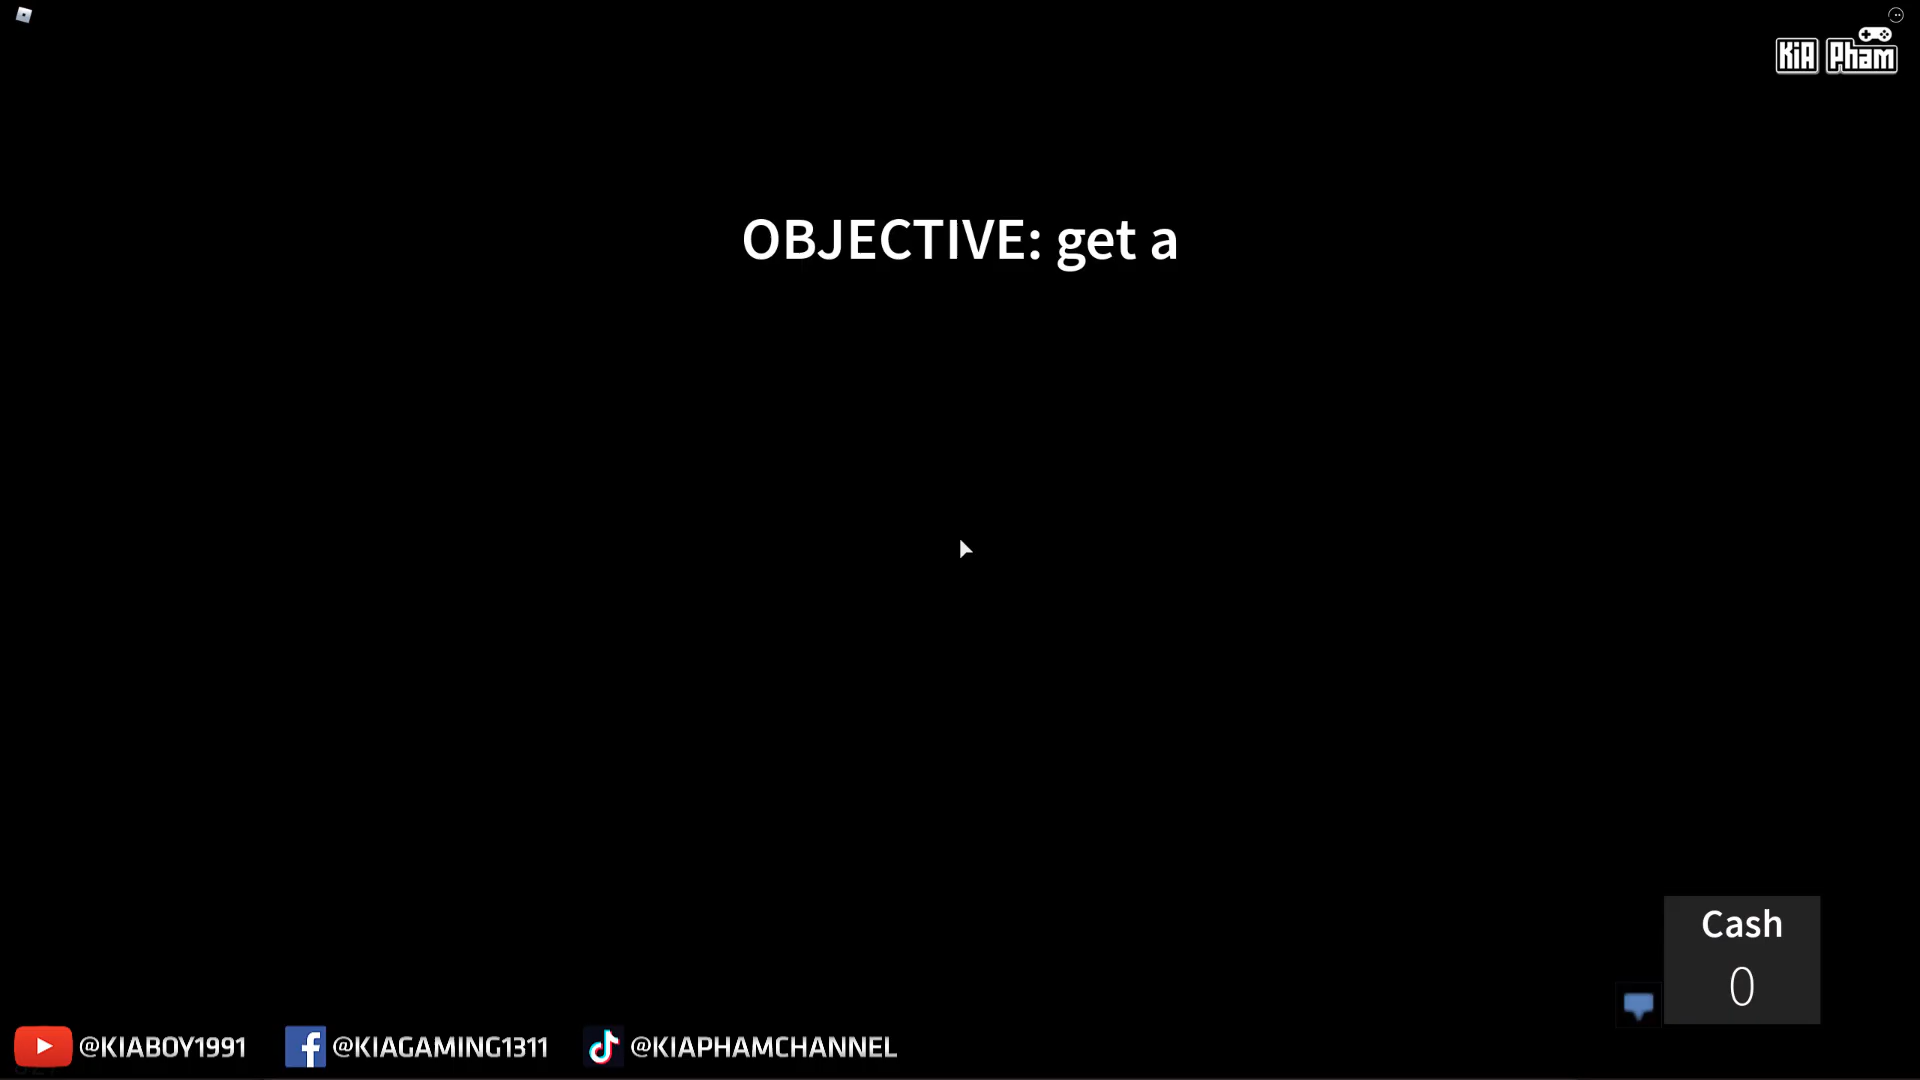 KiA Pham
OBJECTIVE: get a
Cash
0
@KIABOY1991
@KIAGAMING1311
@KIAPHAMCHANNEL